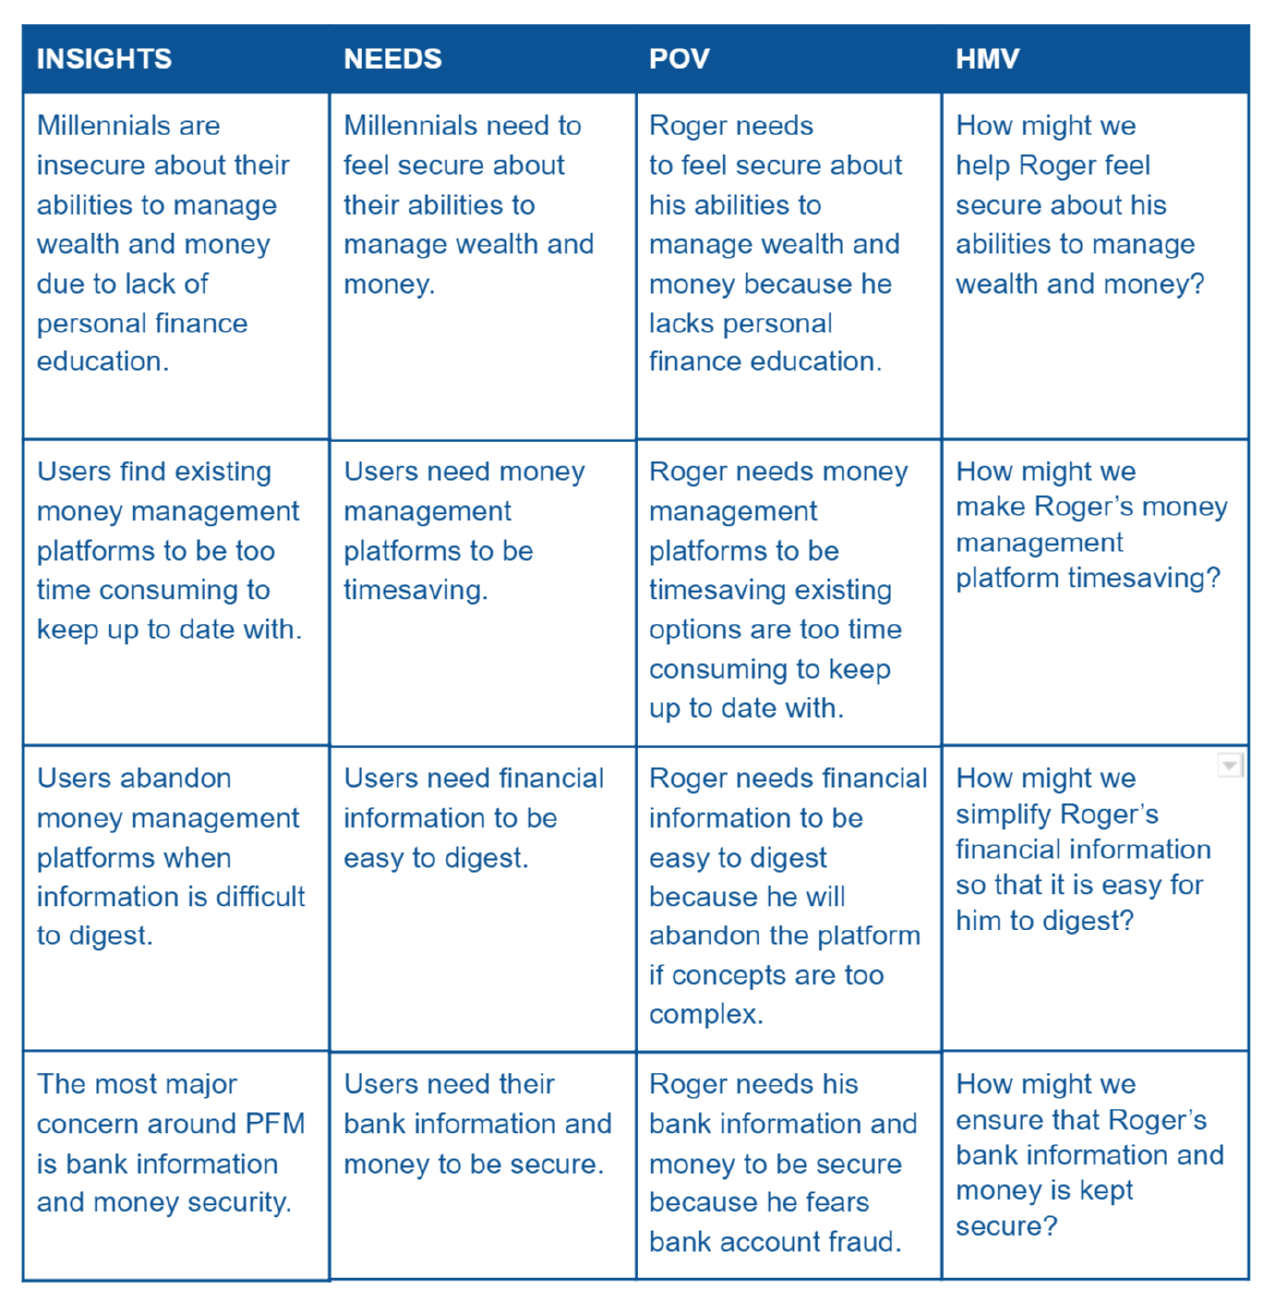 INSIGHTS
NEEDS
POV
HMV
Millennials are
insecure about their
abilities to manage
wealth and money
due to lack of
personal finance
education.
Millennials need to
feel secure about
their abilities to
manage wealth and
money.
Roger needs
to feel secure about
his abilities to
manage wealth and
money because he
lacks personal
finance education.
How might we
help Roger feel
secure about his
abilities to manage
wealth and money?
Users find existing
money management
platforms to be too
time consuming to
keep up to date with.
Users need money
management
platforms to be
timesaving.
Roger needs money
management
platforms to be
timesaving existing
options are too time
consuming to keep
up to date with.
How might we
make Roger’s money
management
platform timesaving?
Users abandon
money management
platforms when
information is difficult
to digest.
Users need financial
information to be
easy to digest.
Roger needs financial
information to be
easy to digest
because he will
abandon the platform
if concepts are too
complex.
How might we
simplify Roger’s
financial information
so that it is easy for
him to digest?
The most major
concern around PFM
is bank information
and money security.
Users need their
bank information and
money to be secure.
Roger needs his
bank information and
money to be secure
because he fears
bank account fraud.
How might we
ensure that Roger’s
bank information and
money is kept
secure?